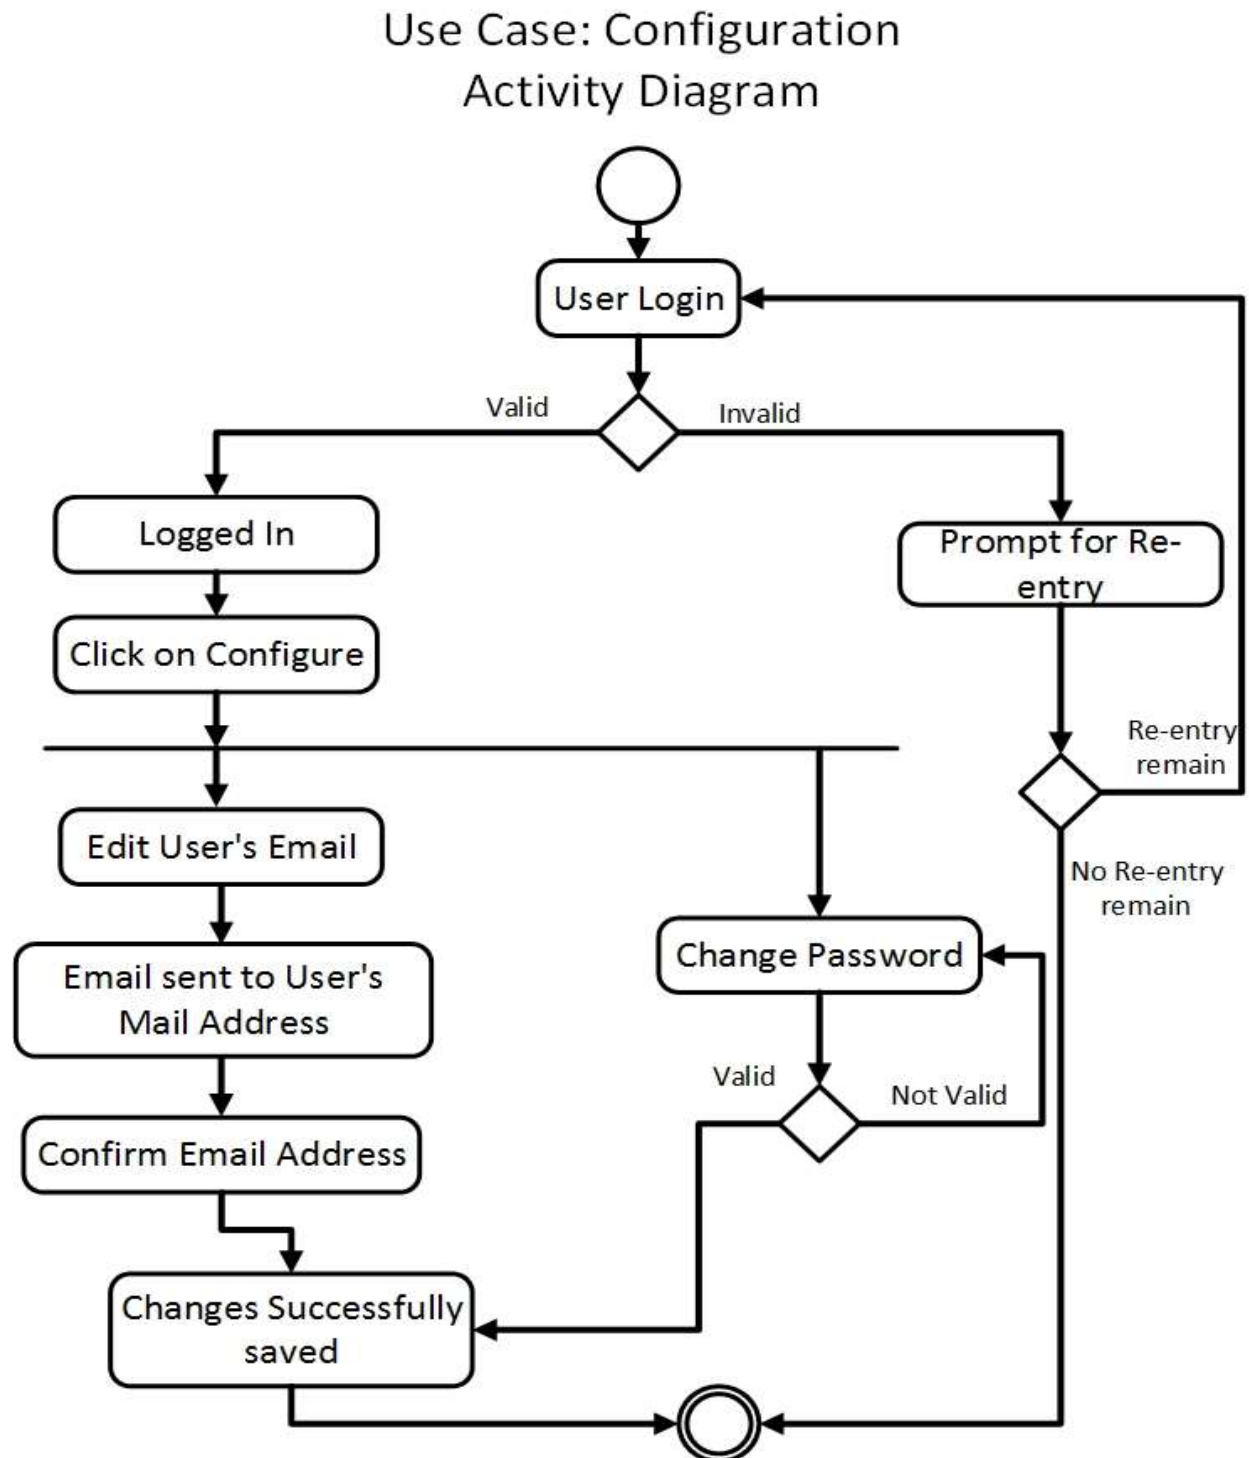 Use Case: Configuration
Activity Diagram
User Login
Valid
Invalid
Logged In
Prompt for Re-
entry
Click on Configure
Re-entry
remain
Edit User's Email
No Re-entry
remain
Change Password
Email sent to User's
Mail Address
Valid
Not Valid
Confirm Email Address
Changes Successfully
saved